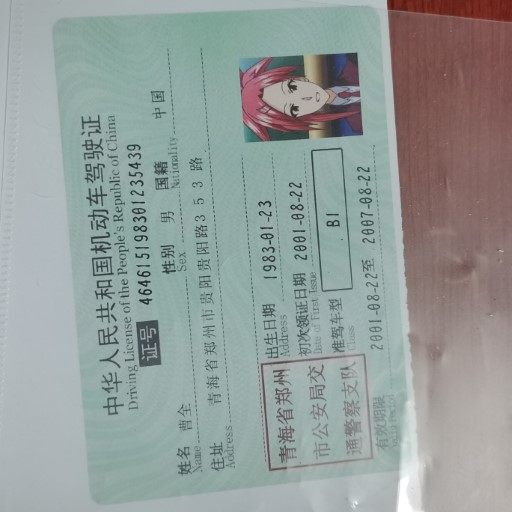 中华人民共和国机动车驾驶证
Driving License of the People's Republic of China
证号 464615198301235439
姓名 曹全 性别 男 国籍 中国
Name Sex Nationality
住址 青海省郑州市贵阳贵阳路353路
Address
出生日期 1983-01-23
Address
初次领证日期 2001-08-22
Date of First Issue
准驾车型 B1
Class
青海省郑州
市公安局交
通警察支队
有效期限 2001-08-22至 2007-08-22